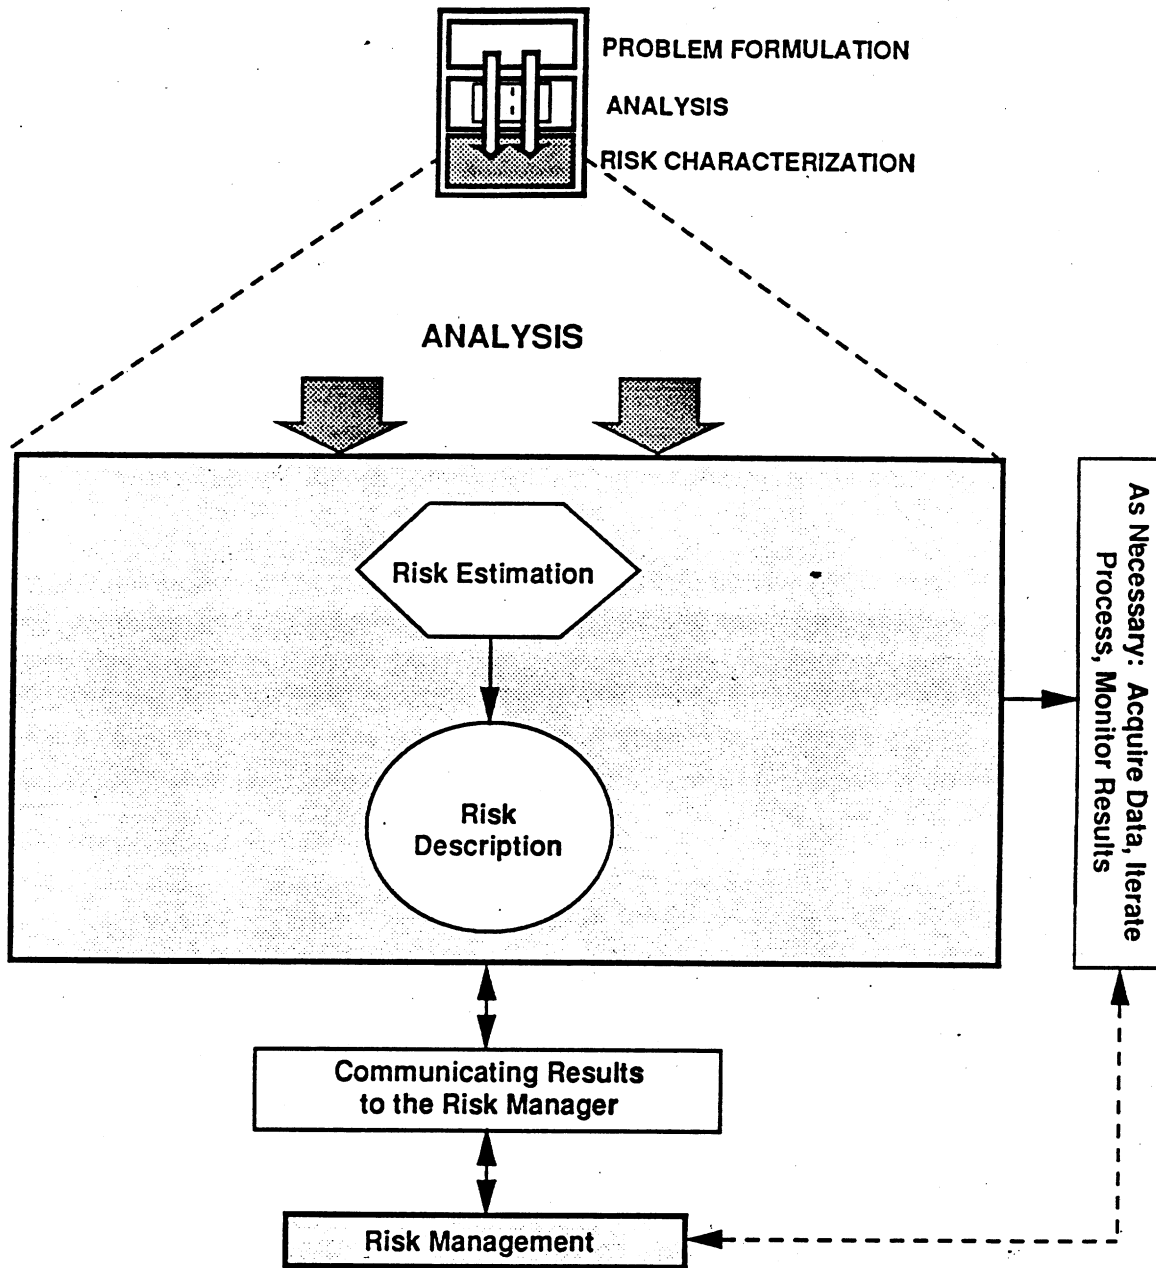 PROBLEM FORMULATION
ANALYSIS
RISK CHARACTERIZATION
ANALYSIS
Risk Estimation
Risk
Description
As Necessary: Acquire Data, Iterate
Process, Monitor Results
Communicating Results
to the Risk Manager
Risk Management